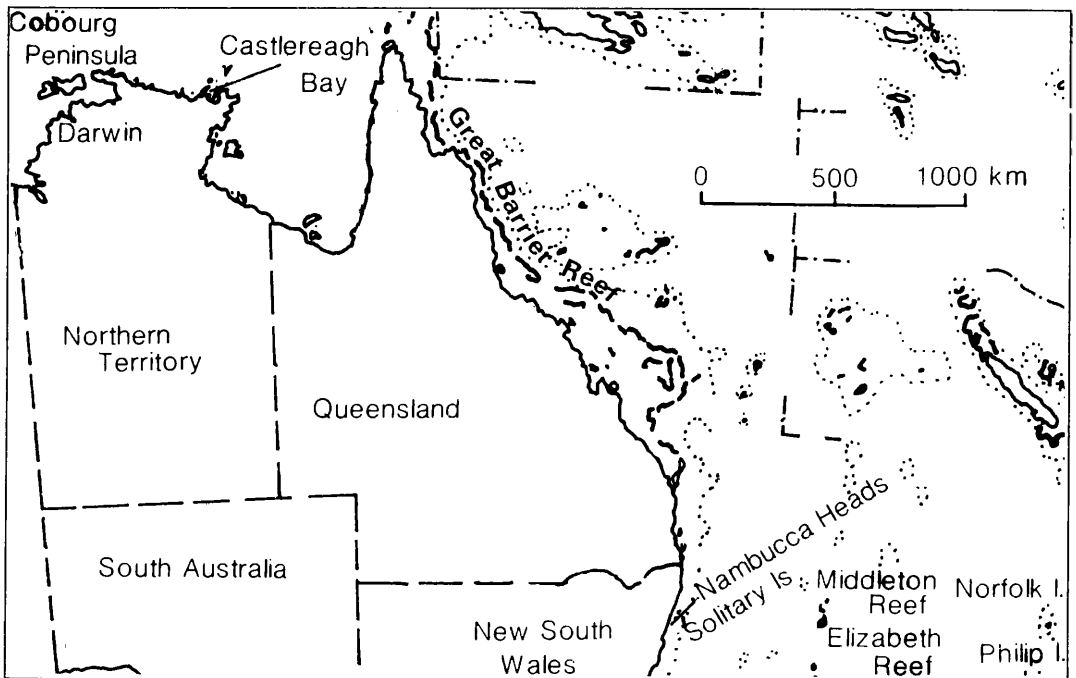 Cobourg
Peninsula
Castlereagh
Bay
Darwin
Great Barrier Reef
0 500 1000 km
Northern
Territory
Queensland
South Australia
New South
Wales
Nambucca Heads
Solitary Is
Middleton
Reef
Elizabeth
Reef
Norfolk I.
Philip I.